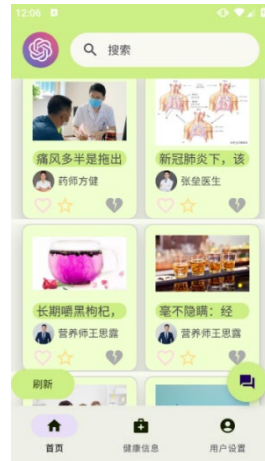 12:06
搜索
痛风多半是拖出
新冠肺炎下，该
药师方健
张垒医生
长期嚼黑枸杞，
毫不隐瞒：经
营养师王思露
营养师王思露
刷新
首页
健康信息
用户设置